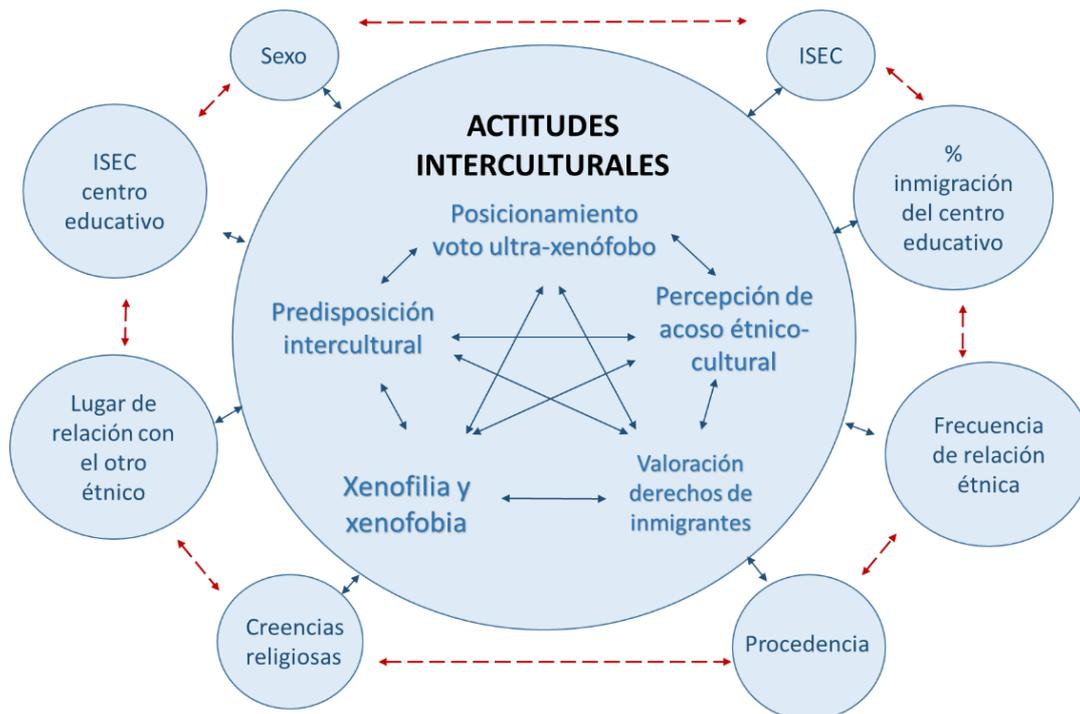 Sexo
ISEC
ISEC
centro
educativo
ACTITUDES
INTERCULTURALES
%
inmigración
del centro
educativo
Posicionamiento
voto ultra-xenófobo
Predisposición
intercultural
Percepción de
acoso étnico-
cultural
Lugar de
relación con
el otro
étnico
Frecuencia
de relación
étnica
Xenofilia y
xenofobia
Valoración
derechos de
inmigrantes
Creencias
religiosas
Procedencia